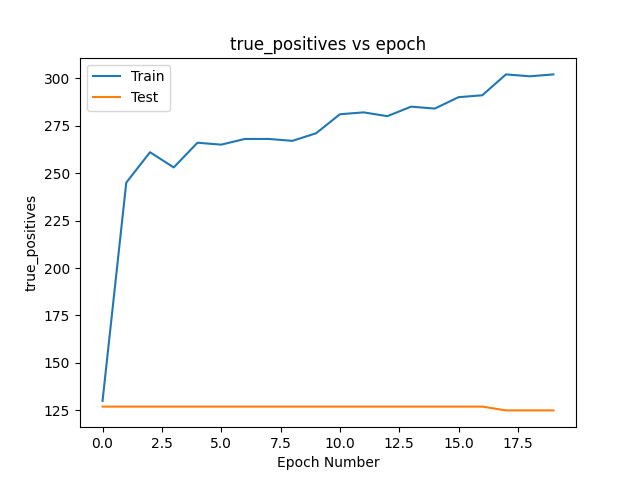 true_positives vs epoch
Train
Test
300
275
250
225
200
175
150
125
true_positives
0.0 2.5 5.0 7.5 10.0 12.5 15.0 17.5
Epoch Number